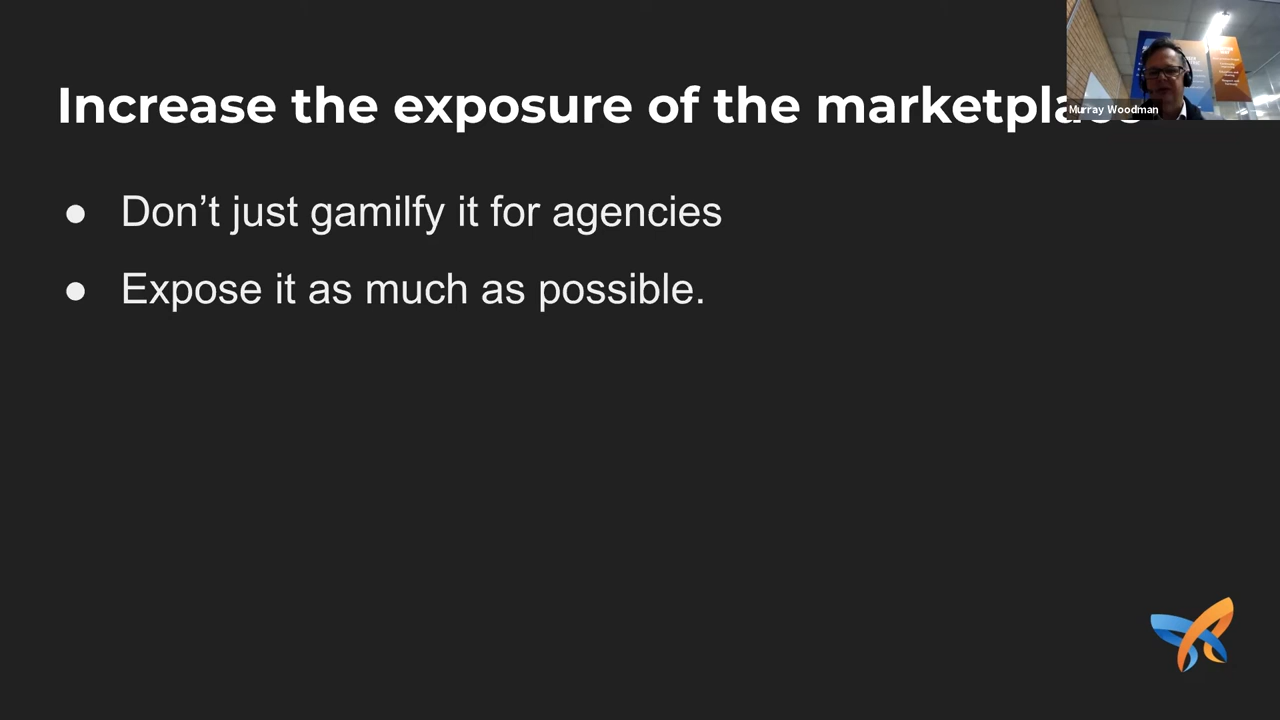 Increase the exposure of the marketplace
Murray Woodman
● Don’t just gamilfy it for agencies
● Expose it as much as possible.